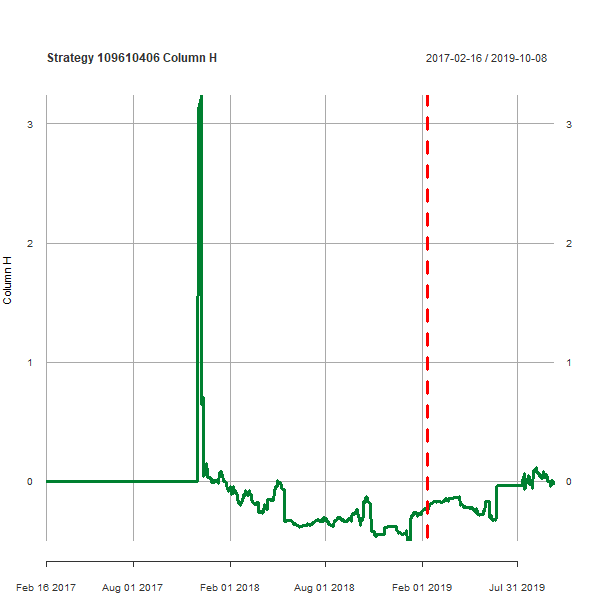 Strategy 109610406 Column H
2017-02-16 / 2019-10-08
3
3
2
2
Column H
1
1
0
0
Feb 16 2017
Aug 01 2017
Feb 01 2018
Aug 01 2018
Feb 01 2019
Jul 31 2019